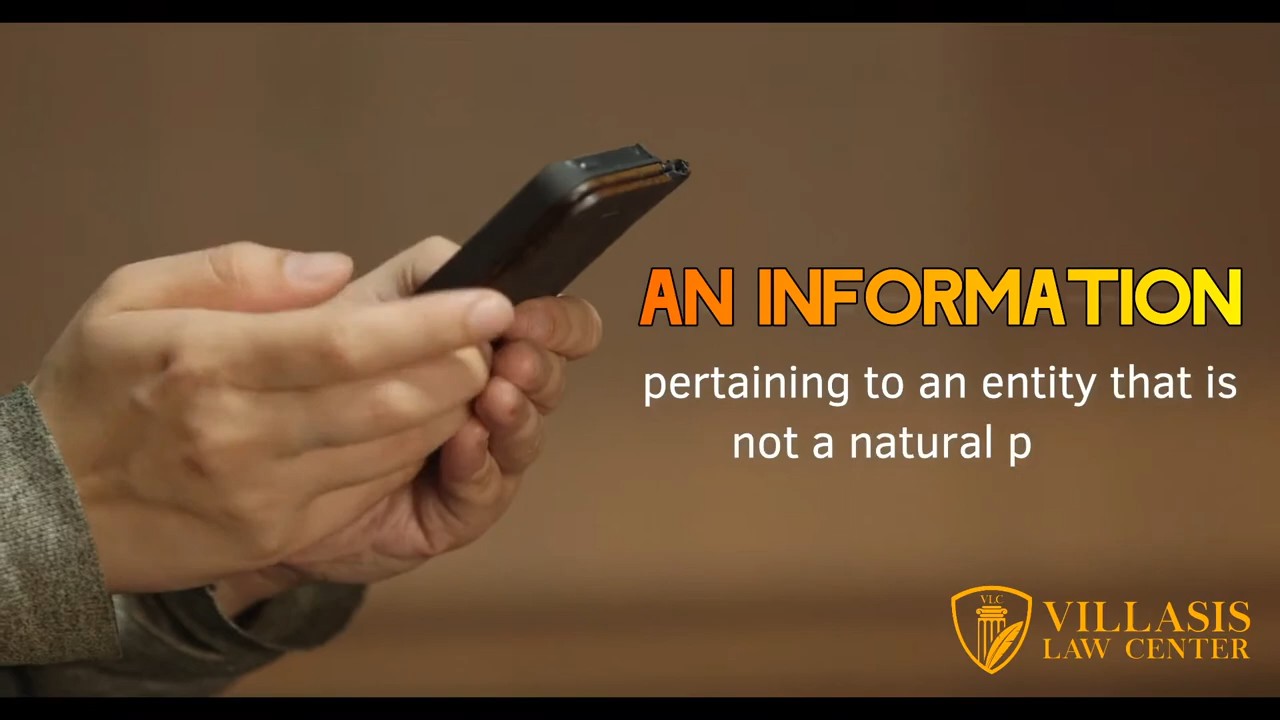 AN INFORMATION
pertaining to an entity that is
not a natural p
VLC
VILLASIS
LAW CENTER